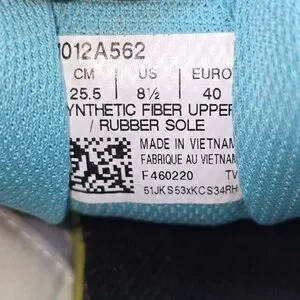 1012A562
CM US EURO
25.5 8½ 40
YNTHETIC FIBER UPPER
/ RUBBER SOLE
MADE IN VIETNAM
FABRIQUE AU VIETNAM
F460220 TV
51JKS53xKCS34RH